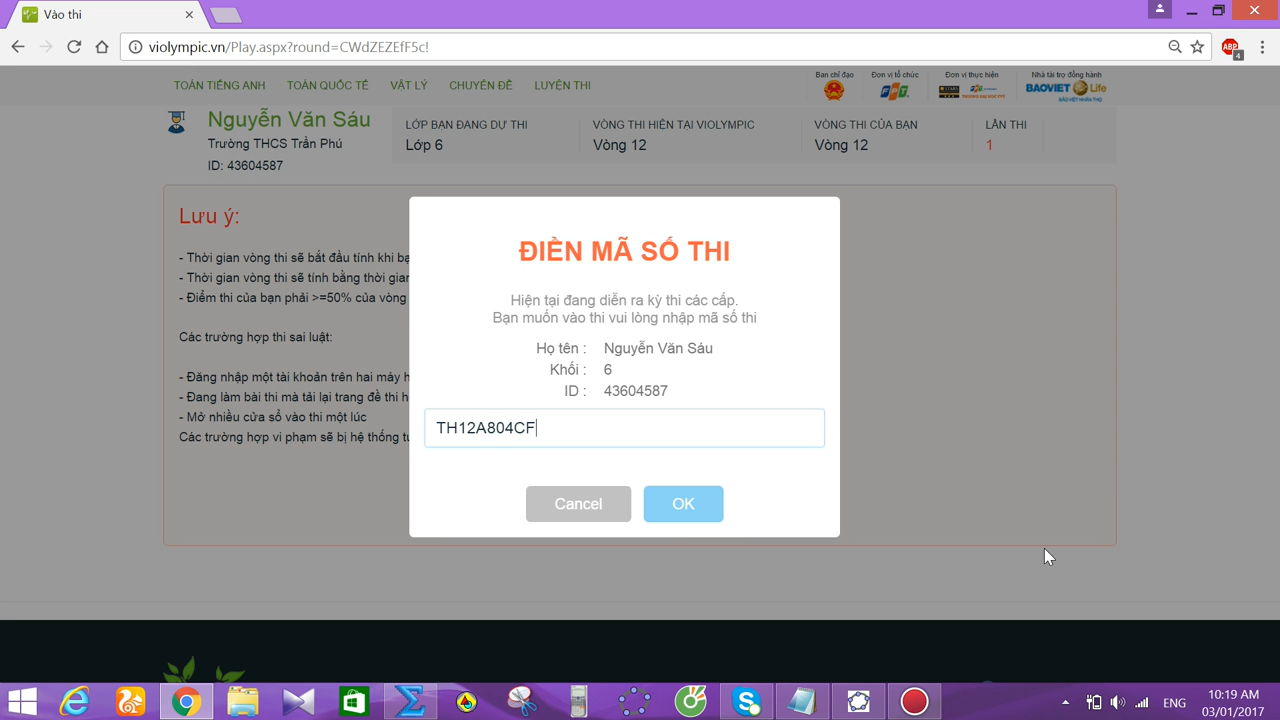 Vào thi
violympic.vn/Play.aspx?round=CWdZEZEfF5c!
ABP
4
TOÁN TIẾNG ANH TOÁN QUỐC TẾ VẬT LÝ CHUYÊN ĐỀ LUYỆN THI
Ban chỉ đạo Đơn vị tổ chức Đơn vị thực hiện Nhà tài trợ đồng hành
FPT BAOVIET Life
Nguyễn Văn Sáu
Trường THCS Trần Phú
ID: 43604587
LỚP BẠN ĐANG DỰ THI VÒNG THI HIỆN TẠI VIOLYMPIC VÒNG THI CỦA BẠN LẦN THI
Lớp 6 Vòng 12 Vòng 12 1
Lưu ý:
- Thời gian vòng thi sẽ bắt đầu tính khi bạ
- Thời gian vòng thi sẽ tính bằng thời gian
- Điểm thi của bạn phải >=50% của vòng
Các trường hợp thi sai luật:
- Đăng nhập một tài khoản trên hai máy h
- Đang làm bài thi mà tải lại trang đề thi h
- Mở nhiều cửa sổ vào thi một lúc
Các trường hợp vi phạm sẽ bị hệ thống tư
ĐIỀN MÃ SỐ THI
Hiện tại đang diễn ra kỳ thi các cấp.
Bạn muốn vào thi vui lòng nhập mã số thi
Họ tên : Nguyễn Văn Sáu
Khối : 6
ID : 43604587
TH12A804CF
Cancel OK
ENG
10:19 AM
03/01/2017